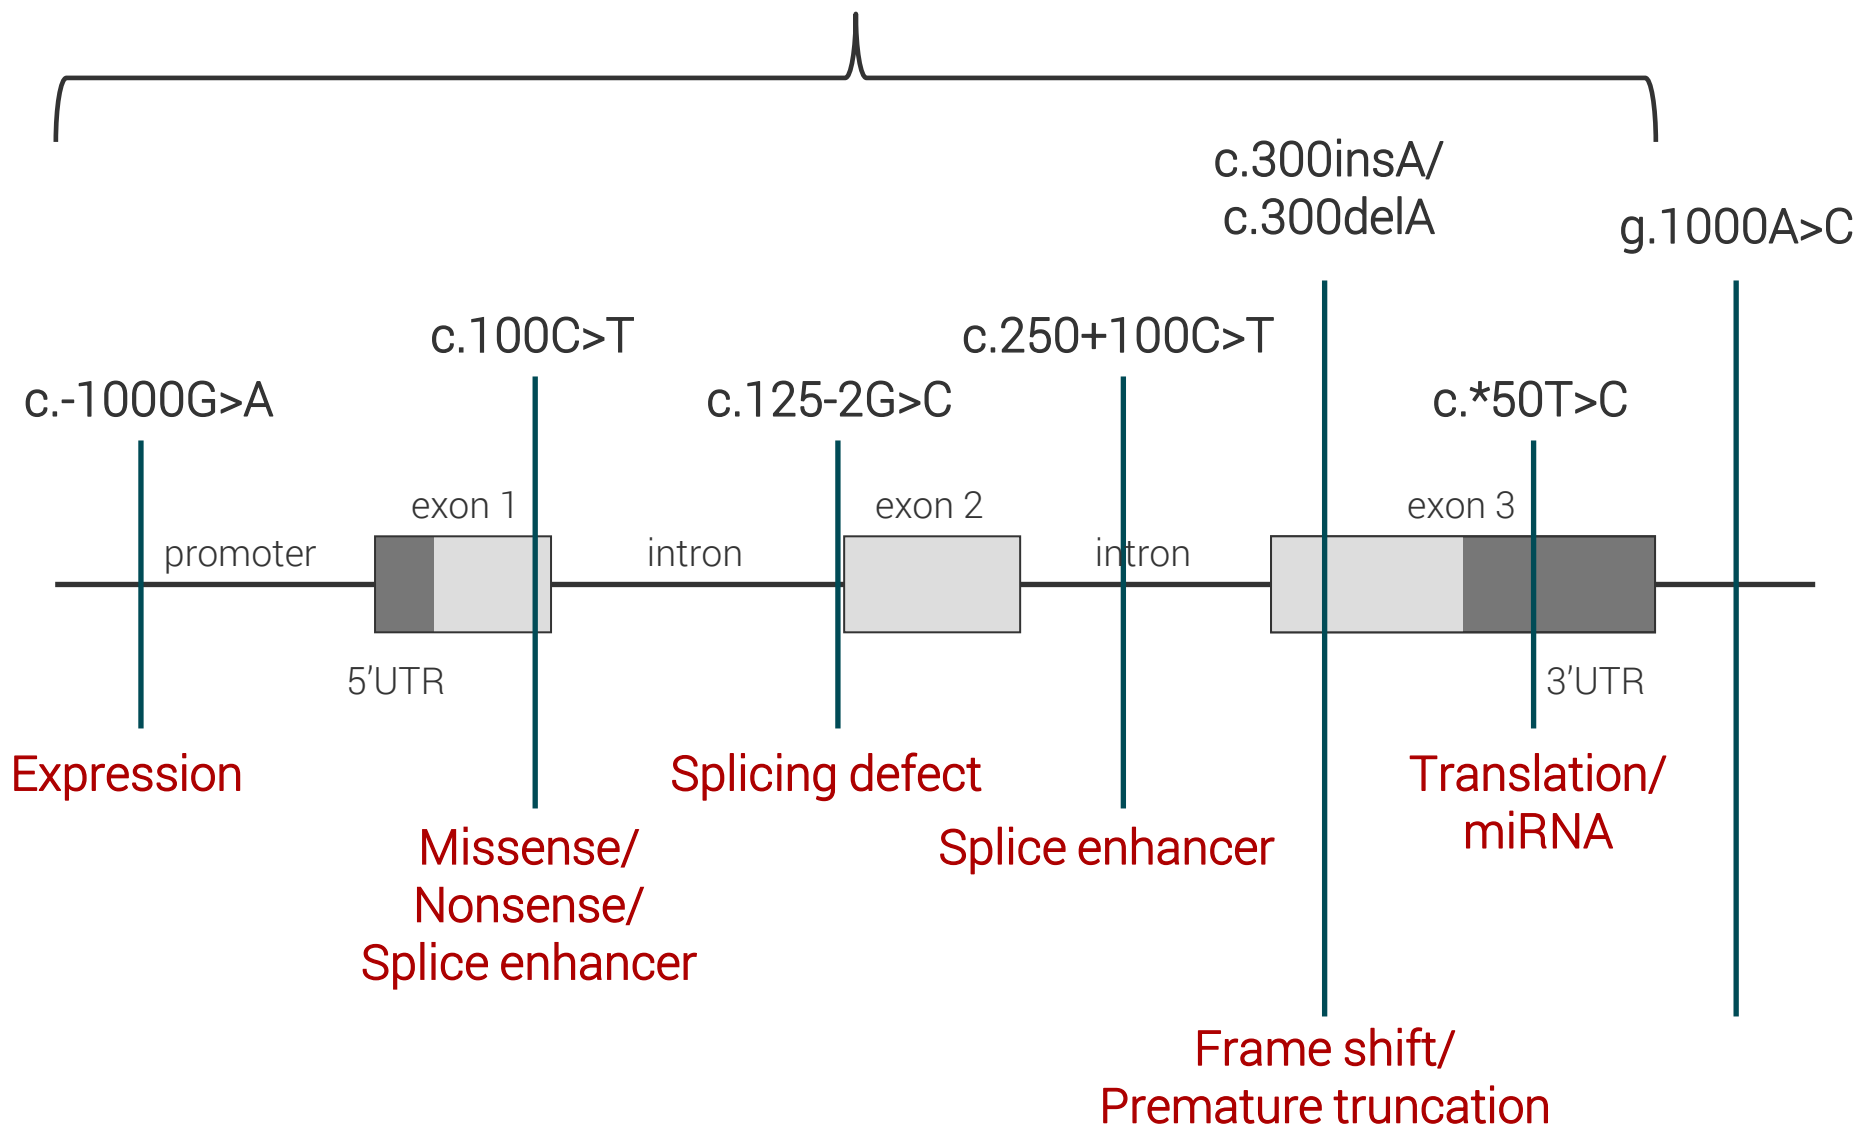 c.300insA/
c.300delA
g.1000A>C
c.100C>T
c.250+100C>T
c.-1000G>A
c.125-2G>C
c.*50T>C
exon 1
exon 2
exon 3
promoter
intron
intron
5'UTR
3'UTR
Expression
Splicing defect
Translation/
miRNA
Missense/
Nonsense/
Splice enhancer
Splice enhancer
Frame shift/
Premature truncation